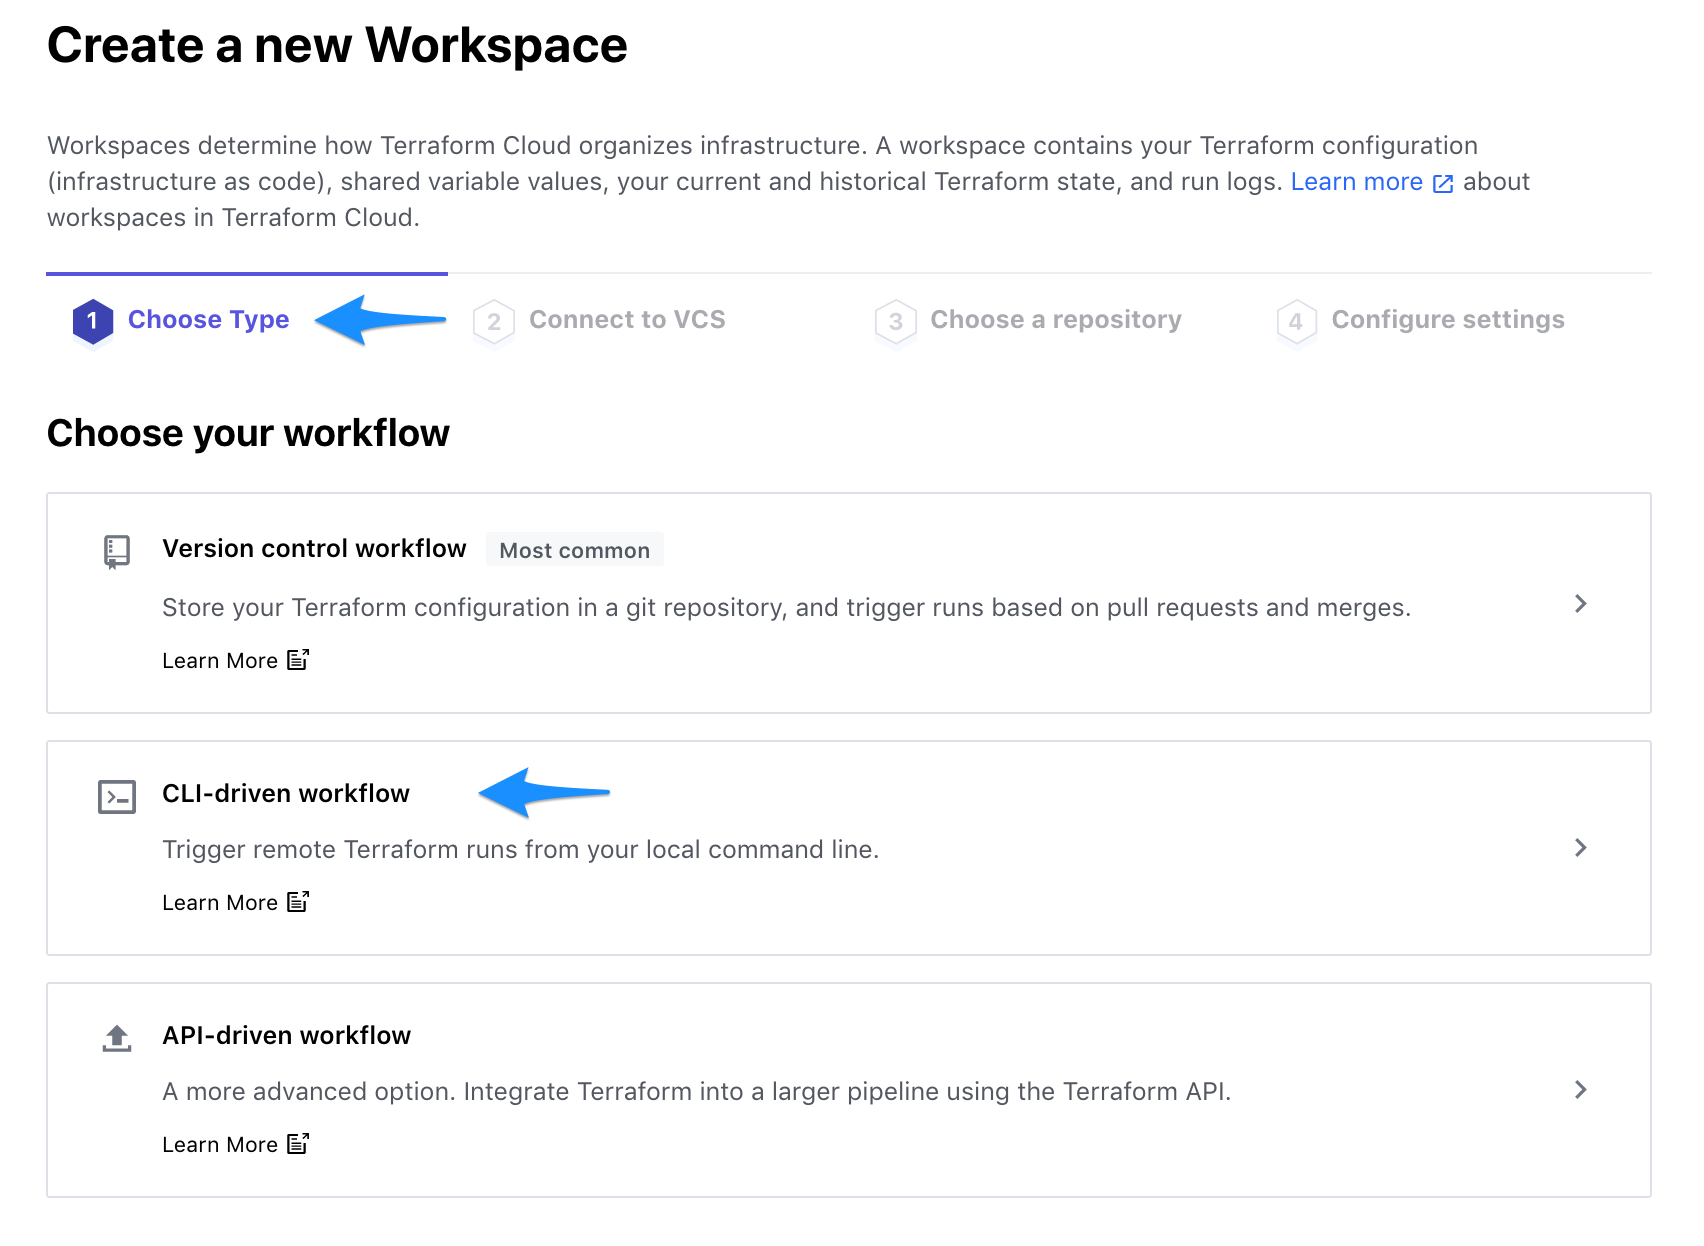 Create a new Workspace
Workspaces determine how Terraform Cloud organizes infrastructure. A workspace contains your Terraform configuration
(infrastructure as code), shared variable values, your current and historical Terraform state, and run logs. Learn more about
workspaces in Terraform Cloud.
1 Choose Type
2 Connect to VCS
3 Choose a repository
4 Configure settings
Choose your workflow
Version control workflow Most common
Store your Terraform configuration in a git repository, and trigger runs based on pull requests and merges.
Learn More
CLI-driven workflow
Trigger remote Terraform runs from your local command line.
Learn More
API-driven workflow
A more advanced option. Integrate Terraform into a larger pipeline using the Terraform API.
Learn More